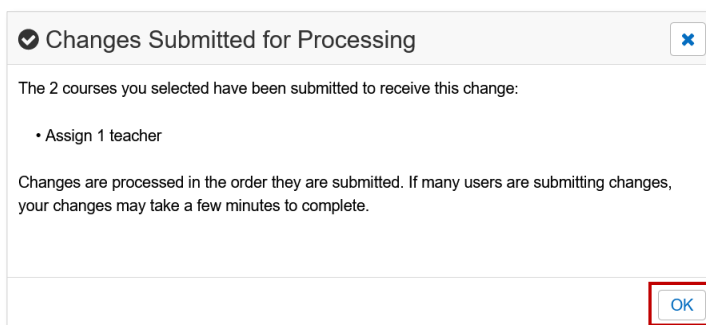 Changes Submitted for Processing
The 2 courses you selected have been submitted to receive this change:
• Assign 1 teacher
Changes are processed in the order they are submitted. If many users are submitting changes,
your changes may take a few minutes to complete.
OK